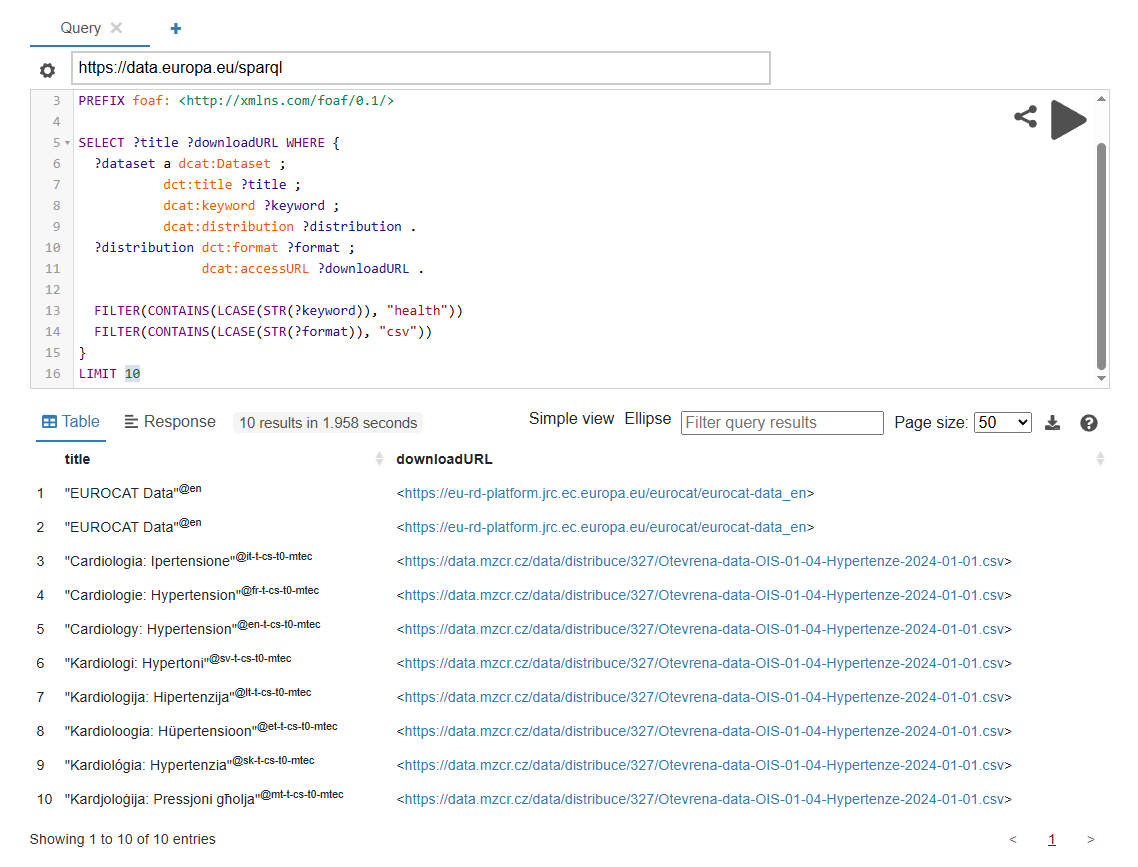 Query
https://data.europa.eu/sparql
3 PREFIX foaf: <http://xmlns.com/foaf/0.1/>
4
5 SELECT ?title ?downloadURL WHERE {
6 ?dataset a dcat:Dataset ;
7 dct:title ?title ;
8 dcat:keyword ?keyword ;
9 dcat:distribution ?distribution .
10 ?distribution dct:format ?format ;
11 dcat:accessURL ?downloadURL .
12
13 FILTER(CONTAINS(LCASE(STR(?keyword)), "health"))
14 FILTER(CONTAINS(LCASE(STR(?format)), "csv"))
15 }
16 LIMIT 10
Table Response 10 results in 1.958 seconds Simple view Ellipse Filter query results Page size: 50
title downloadURL
1 "EUROCAT Data"@en <https://eu-rd-platform.jrc.ec.europa.eu/eurocat/eurocat-data_en>
2 "EUROCAT Data"@en <https://eu-rd-platform.jrc.ec.europa.eu/eurocat/eurocat-data_en>
3 "Cardiologia: Ipertensione"@it-t-cs-t0-mtec <https://data.mzcr.cz/data/distribuce/327/Otevrena-data-OIS-01-04-Hypertenze-2024-01-01.csv>
4 "Cardiologie: Hypertension"@fr-t-cs-t0-mtec <https://data.mzcr.cz/data/distribuce/327/Otevrena-data-OIS-01-04-Hypertenze-2024-01-01.csv>
5 "Cardiology: Hypertension"@en-t-cs-t0-mtec <https://data.mzcr.cz/data/distribuce/327/Otevrena-data-OIS-01-04-Hypertenze-2024-01-01.csv>
6 "Kardiologi: Hypertoni"@sv-t-cs-t0-mtec <https://data.mzcr.cz/data/distribuce/327/Otevrena-data-OIS-01-04-Hypertenze-2024-01-01.csv>
7 "Kardiologija: Hipertenzija"@lt-t-cs-t0-mtec <https://data.mzcr.cz/data/distribuce/327/Otevrena-data-OIS-01-04-Hypertenze-2024-01-01.csv>
8 "Kardioloogia: Hüpertensioon"@et-t-cs-t0-mtec <https://data.mzcr.cz/data/distribuce/327/Otevrena-data-OIS-01-04-Hypertenze-2024-01-01.csv>
9 "Kardiológia: Hypertenzia"@sk-t-cs-t0-mtec <https://data.mzcr.cz/data/distribuce/327/Otevrena-data-OIS-01-04-Hypertenze-2024-01-01.csv>
10 "Kardjoloġija: Pressjoni għolja"@mt-t-cs-t0-mtec <https://data.mzcr.cz/data/distribuce/327/Otevrena-data-OIS-01-04-Hypertenze-2024-01-01.csv>
Showing 1 to 10 of 10 entries < 1 >